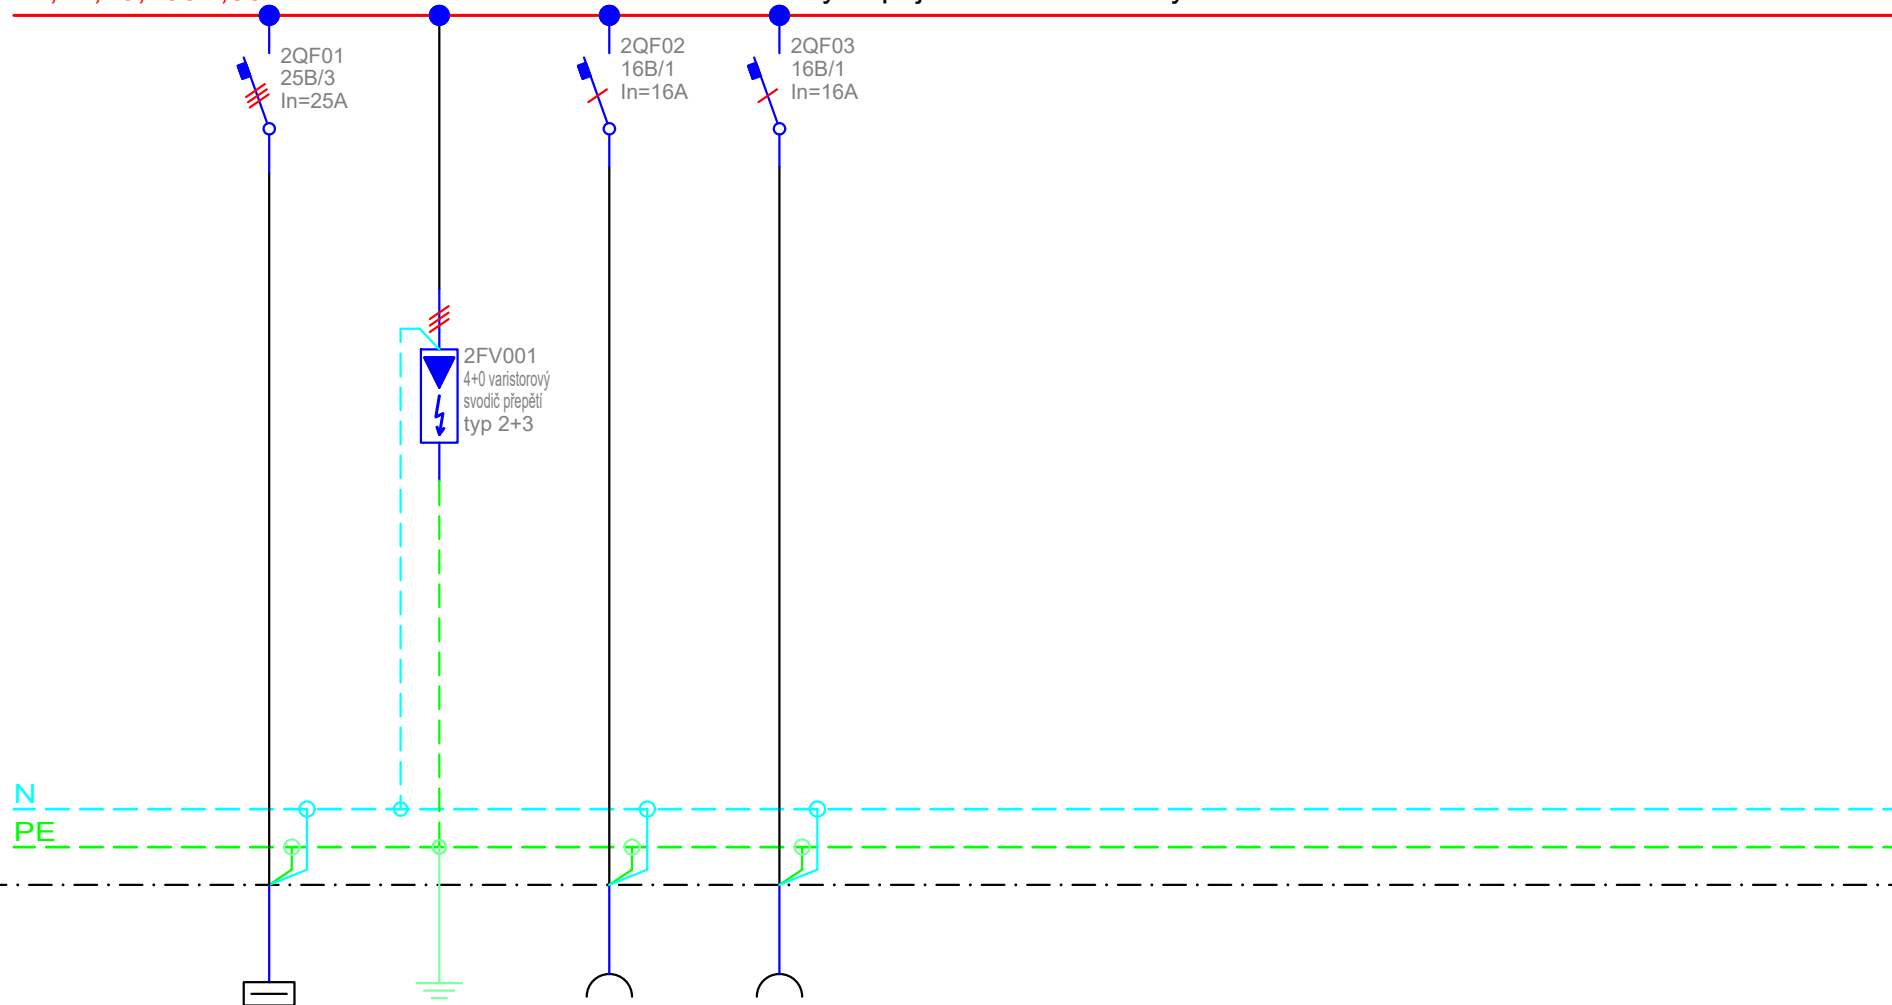 2QF01
25B/3
In=25A
2QF02
16B/1
In=16A
2QF03
16B/1
In=16A
2FV001
4+0 varistorový
svodič přepětí
typ 2+3
N
PE